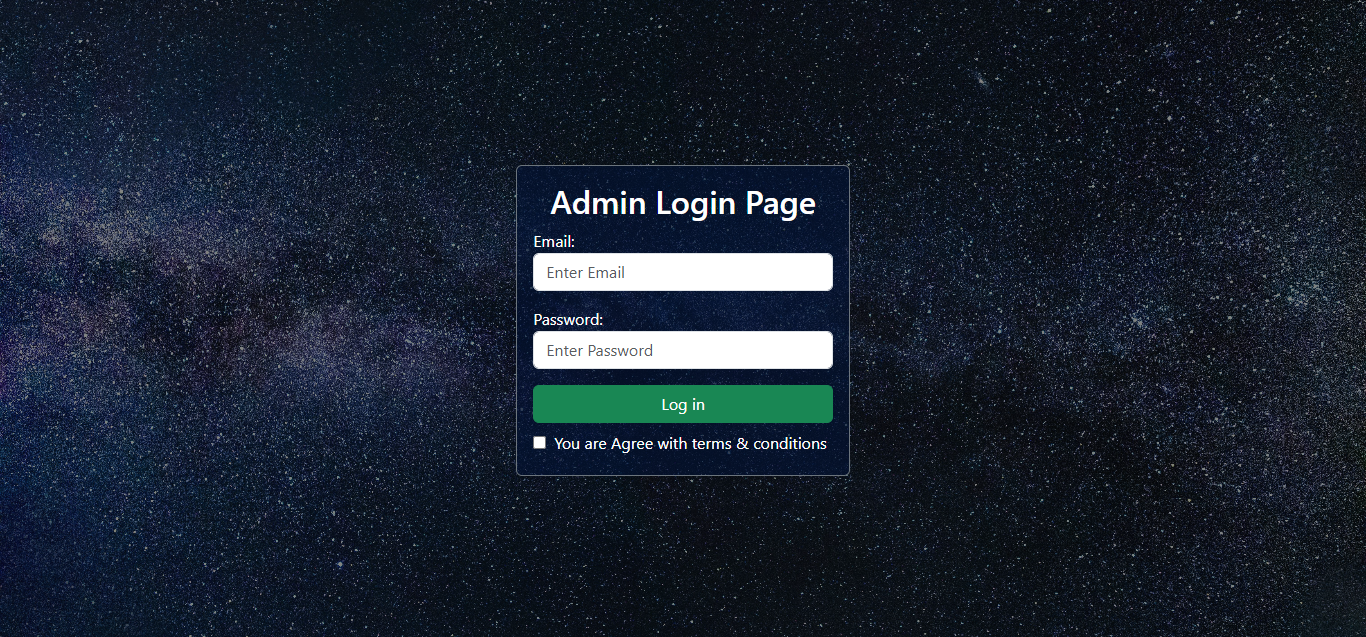 Admin Login Page
Email:
Enter Email
Password:
Enter Password
Log in
You are Agree with terms & conditions